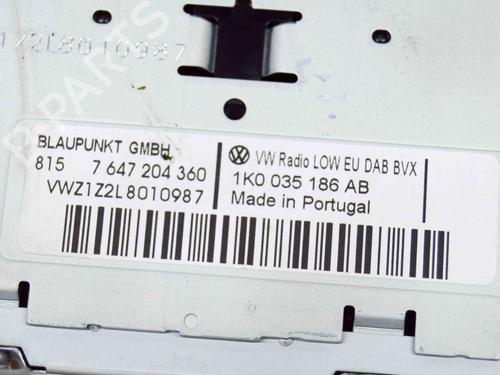 1Z2L8010987
BLAUPUNKT GMBH
815 7 647 204 360
VWZ1Z2L8010987
VW Radio LOW EU DAB BVX
1K0 035 186 AB
Made in Portugal